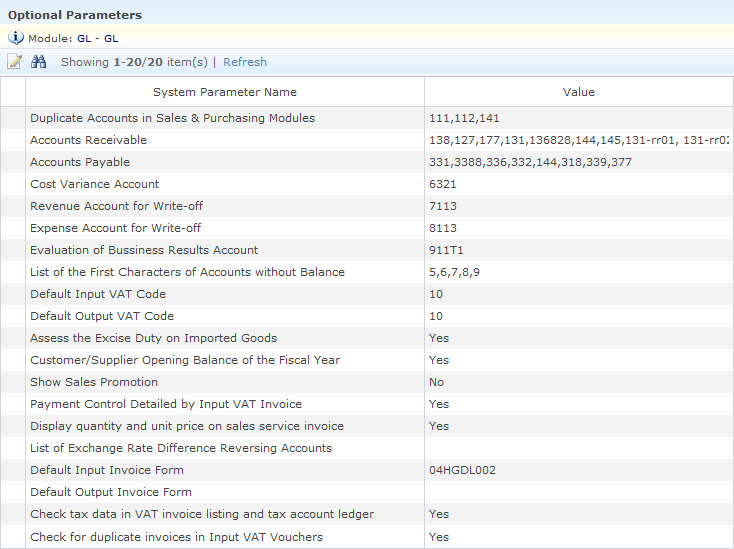 Optional Parameters
Module: GL - GL
Showing 1-20/20 item(s) | Refresh
System Parameter Name Value
Duplicate Accounts in Sales & Purchasing Modules 111,112,141
Accounts Receivable 138,127,177,131,136828,144,145,131-rr01, 131-rr02
Accounts Payable 331,3388,336,332,144,318,339,377
Cost Variance Account 6321
Revenue Account for Write-off 7113
Expense Account for Write-off 8113
Evaluation of Bussiness Results Account 911T1
List of the First Characters of Accounts without Balance 5,6,7,8,9
Default Input VAT Code 10
Default Output VAT Code 10
Assess the Excise Duty on Imported Goods Yes
Customer/Supplier Opening Balance of the Fiscal Year Yes
Show Sales Promotion No
Payment Control Detailed by Input VAT Invoice Yes
Display quantity and unit price on sales service invoice Yes
List of Exchange Rate Difference Reversing Accounts
Default Input Invoice Form 04HGDL002
Default Output Invoice Form
Check tax data in VAT invoice listing and tax account ledger Yes
Check for duplicate invoices in Input VAT Vouchers Yes